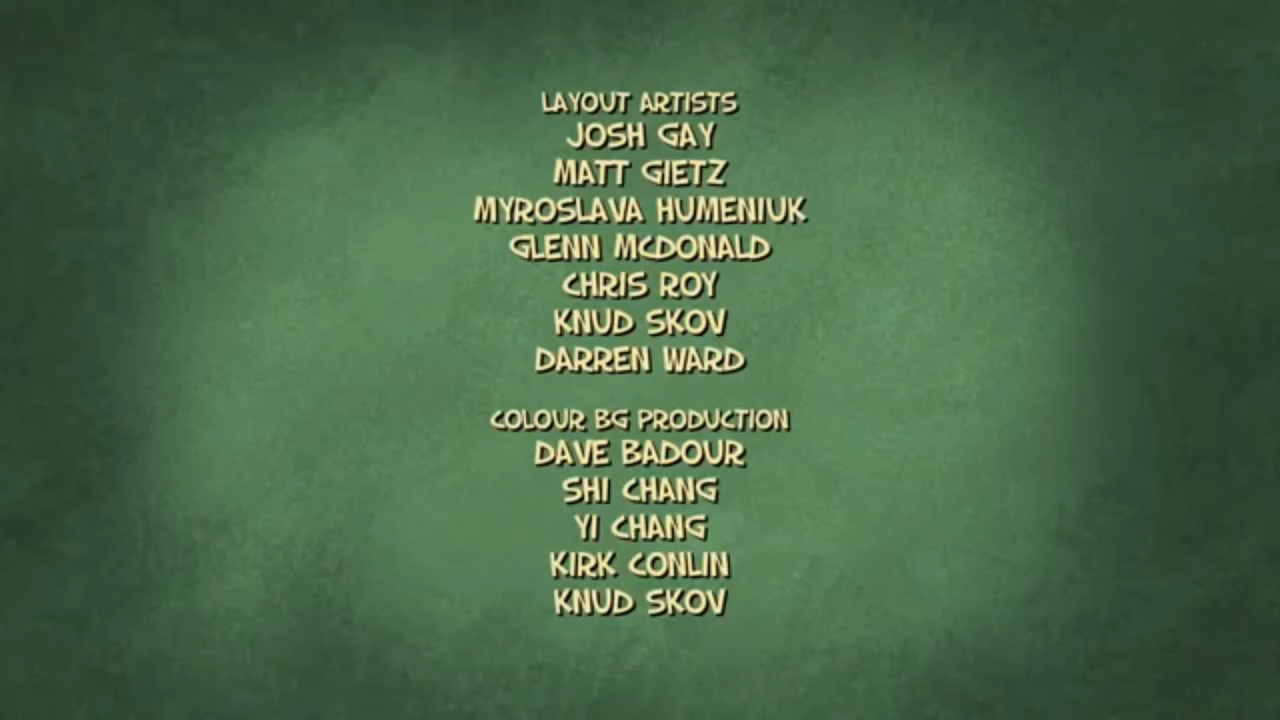 LAYOUT ARTISTS
JOSH GAY
MATT GIETZ
MYROSLAVA HUMENIUK
GLENN MCDONALD
CHRIS ROY
KNUD SKOV
DARREN WARD
COLOUR BG PRODUCTION
DAVE BADOUR
SHI CHANG
YI CHANG
KIRK CONLIN
KNUD SKOV